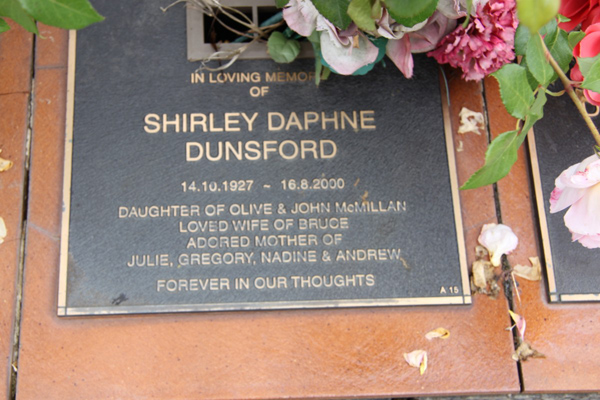 IN LOVING MEMORY
OF
SHIRLEY DAPHNE
DUNSFORD
14.10.1927 ~ 16.8.2000
DAUGHTER OF OLIVE & JOHN McMILLAN
LOVED WIFE OF BRUCE
ADORED MOTHER OF
JULIE, GREGORY, NADINE & ANDREW
FOREVER IN OUR THOUGHTS
A 15